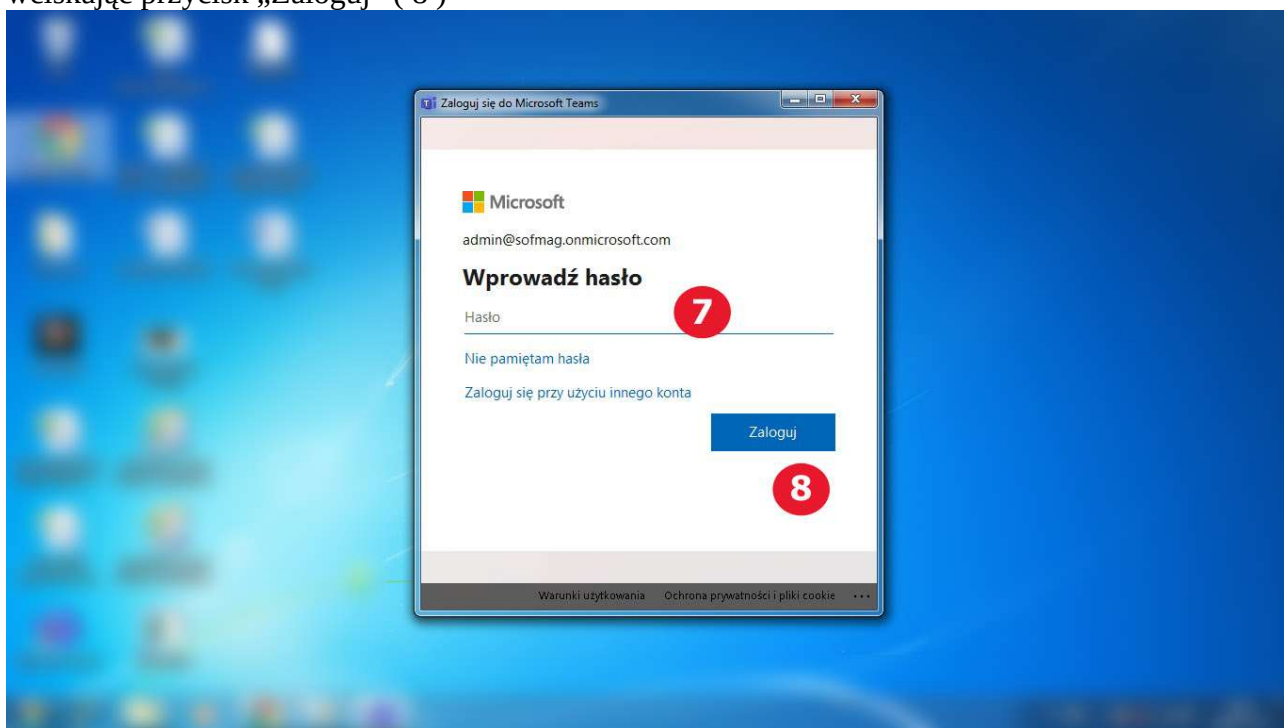 wciskając przycisk „Zaloguj” ( 8 )
Zaloguj się do Microsoft Teams
Microsoft
admin@sofmag.onmicrosoft.com
Wprowadź hasło
Hasło
7
Nie pamiętam hasła
Zaloguj się przy użyciu innego konta
Zaloguj
8
Warunki użytkowania Ochrona prywatności i pliki cookie ...